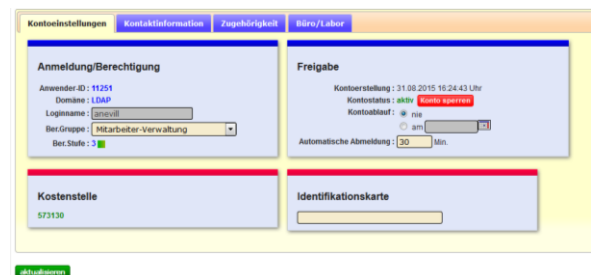 Kontoeinstellungen Kontaktinformation Zugehörigkeit Büro/Labor
Anmeldung/Berechtigung
Anwender-ID : 11251
Domäne : LDAP
Loginname : anevill
Ber.Gruppe : Mitarbeiter-Verwaltung
Ber.Stufe : 3
Freigabe
Kontoerstellung : 31.08.2015 16:24:43 Uhr
Kontostatus : aktiv Konto sperren
Kontoablauf : nie
am
Automatische Abmeldung : 30 Min.
Kostenstelle
573130
Identifikationskarte
aktualisieren